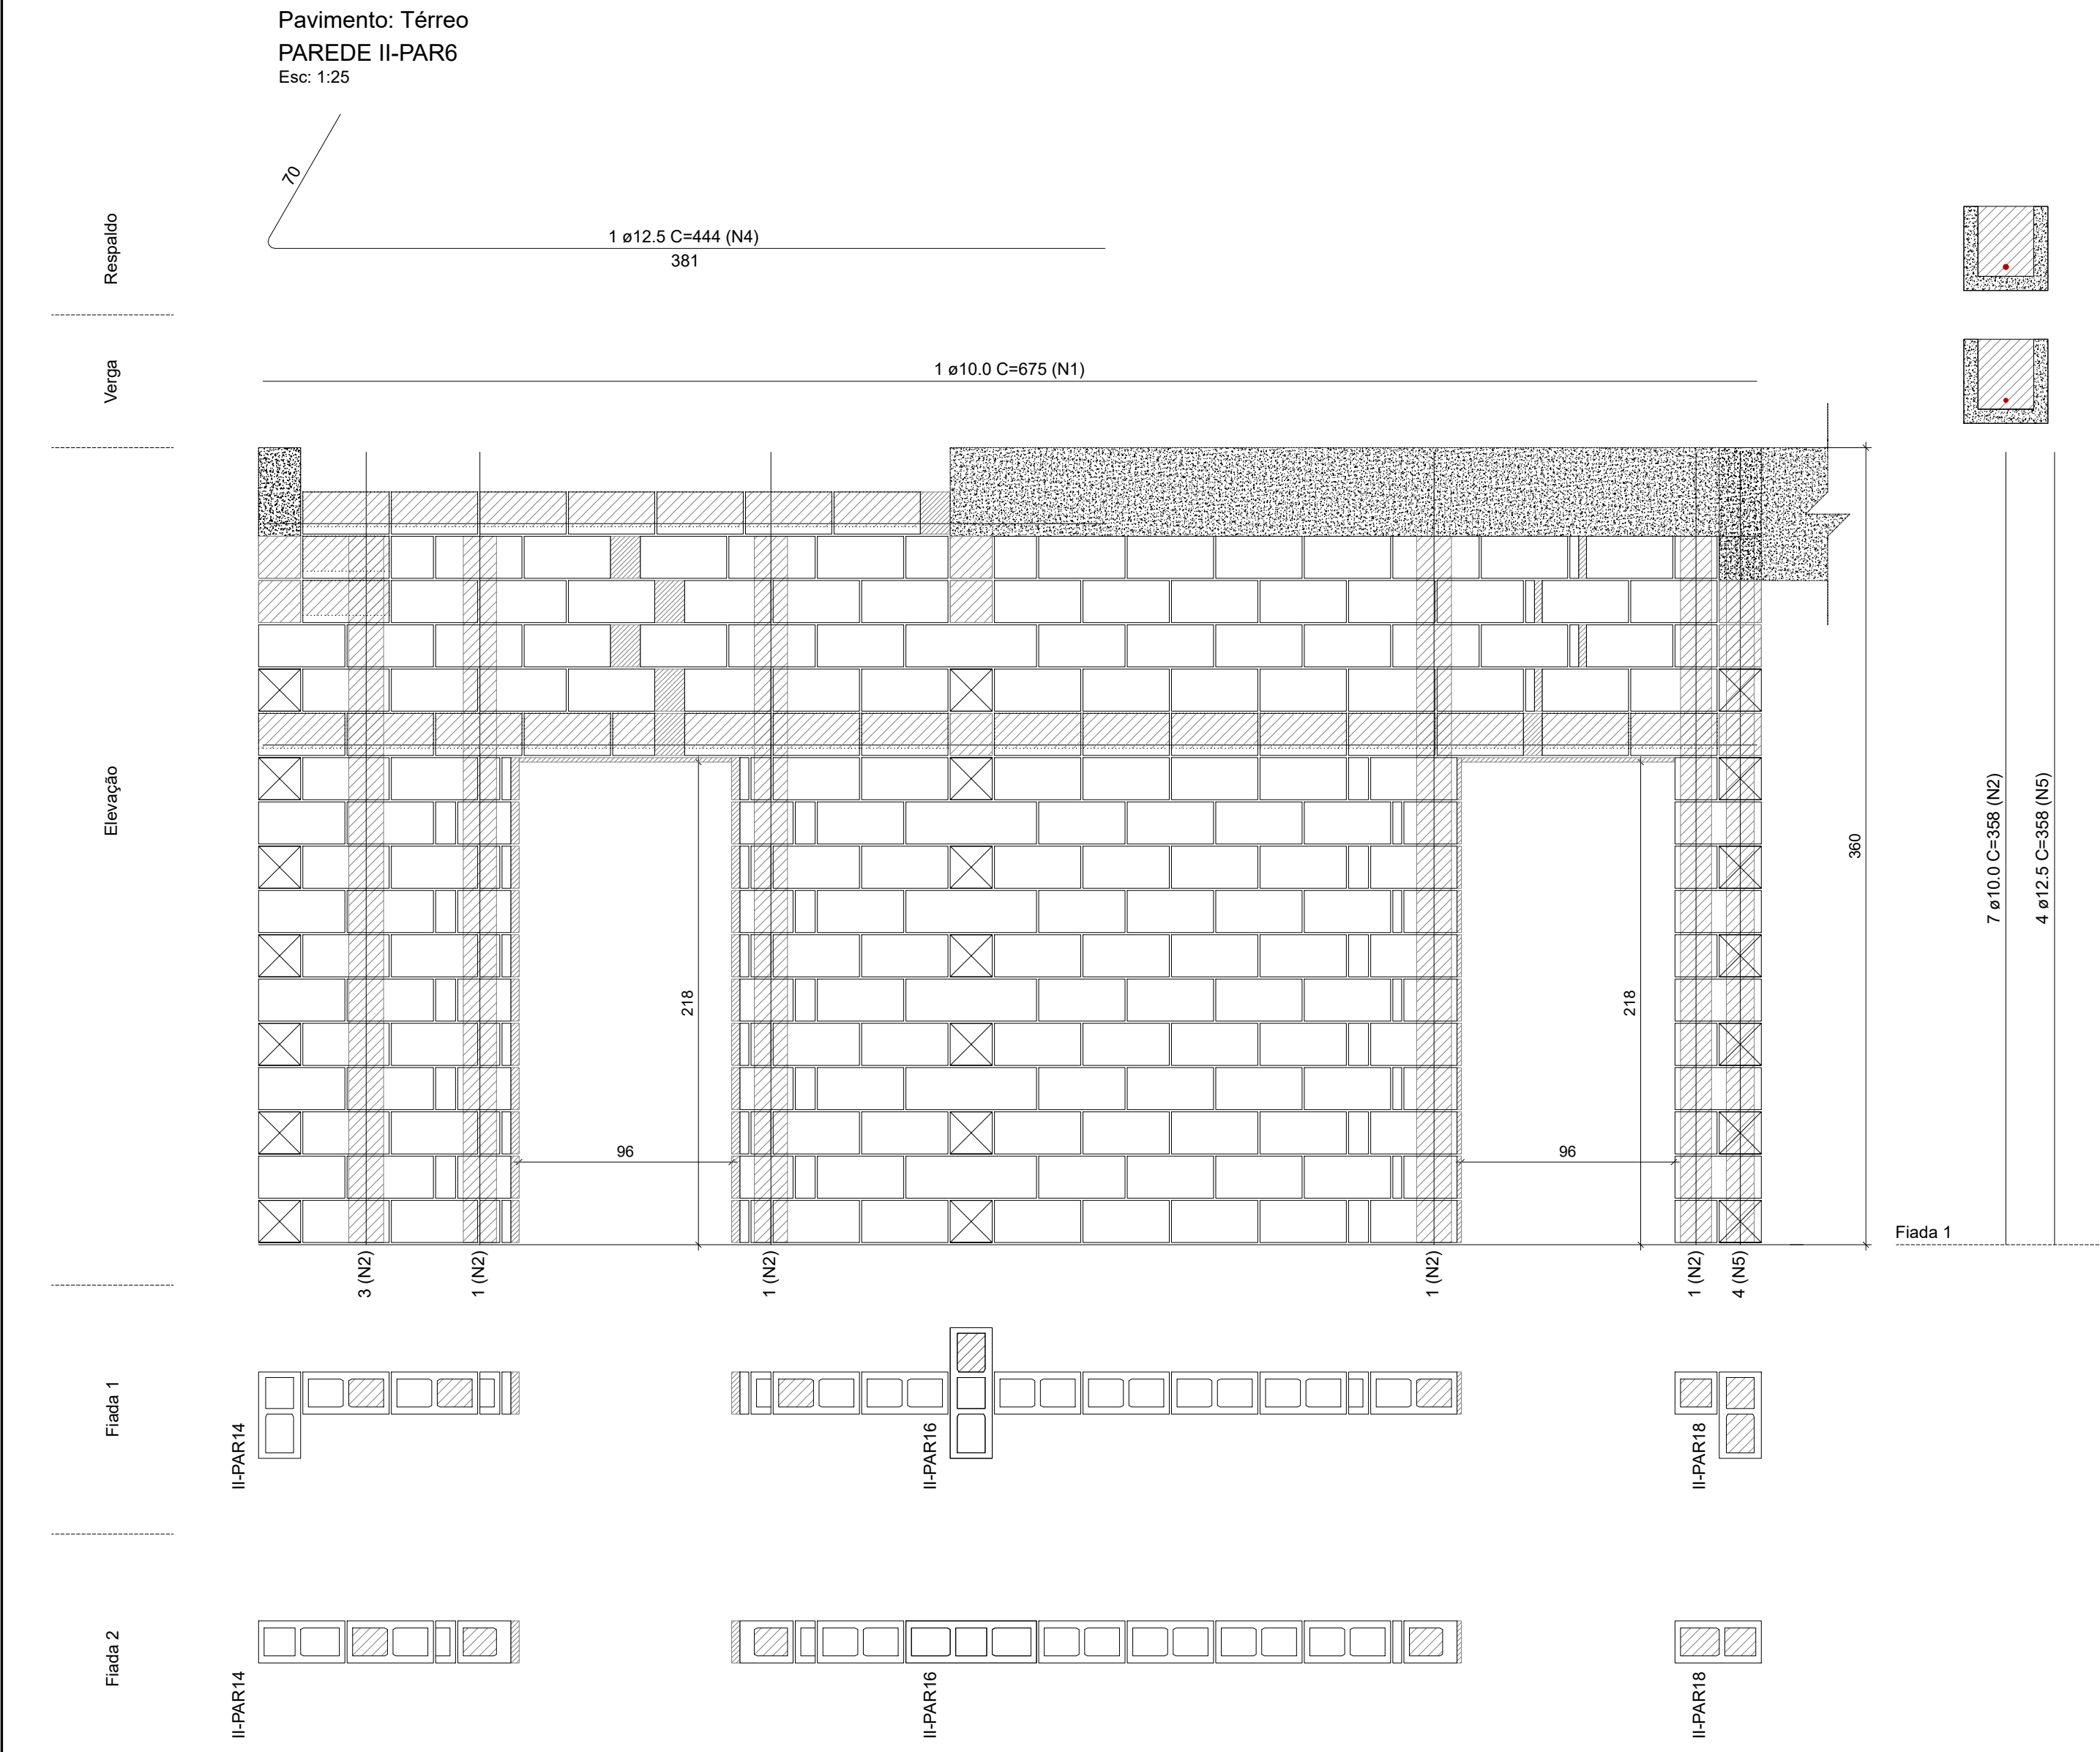 Pavimento: Térreo
PAREDE II-PAR6
Esc: 1:25
70
Respaldo
1 ø12.5 C=444 (N4)
381
Verga
1 ø10.0 C=675 (N1)
Elevação
218
96
218
96
360
7 ø10.0 C=358 (N2)
4 ø12.5 C=358 (N5)
Fiada 1
3 (N2)
1 (N2)
1 (N2)
1 (N2)
1 (N2)
4 (N5)
Fiada 1
II-PAR14
II-PAR16
II-PAR18
Fiada 2
II-PAR14
II-PAR16
II-PAR18